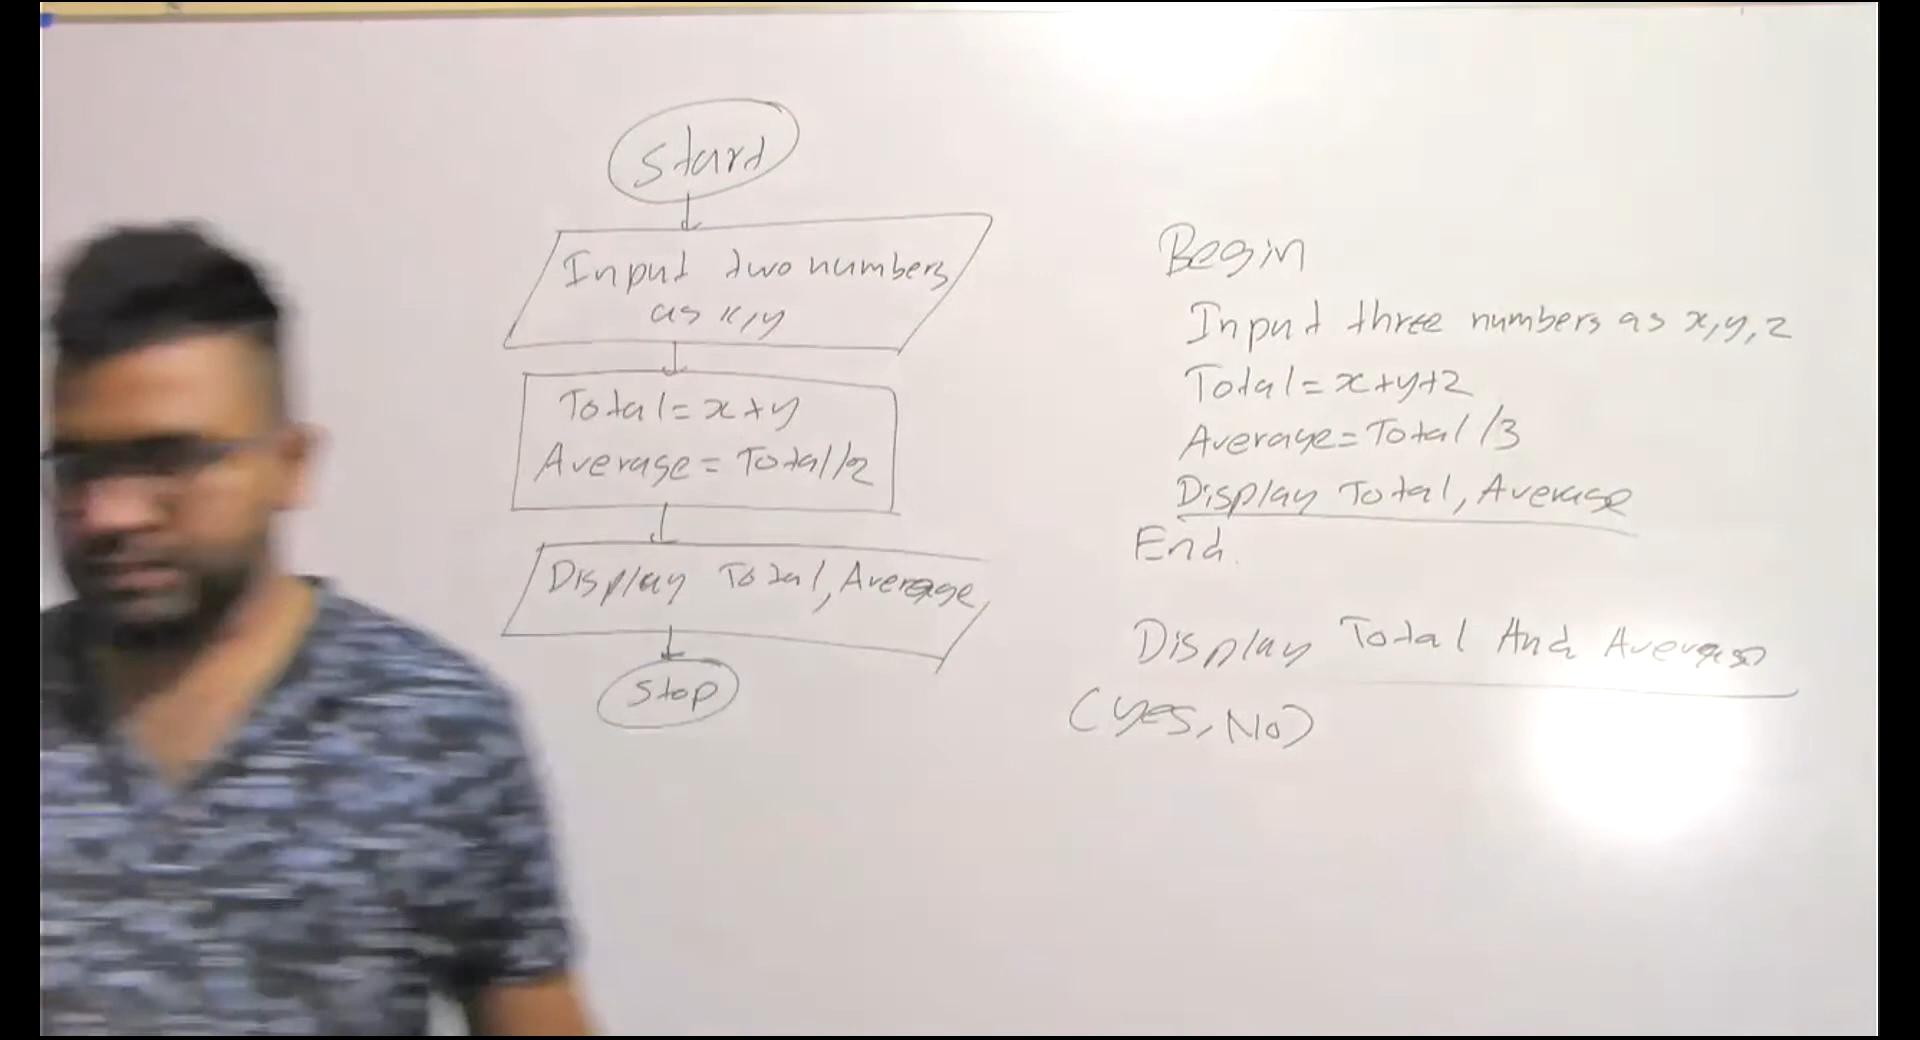 Start
Input two numbers
as x,y
Total=x+y
Average=Total/2
Display Total, Average
Stop
Begin
Input three numbers as x,y,z
Total=x+y+z
Average=Total/3
Display Total, Average
End.
Display Total And Average
(Yes, No)